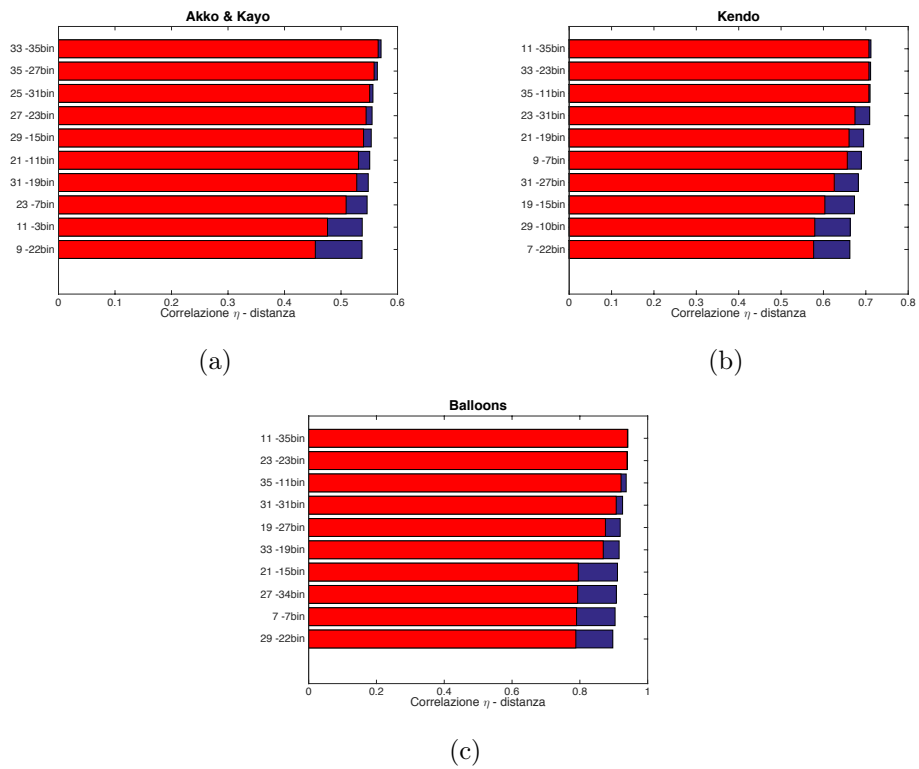 Akko & Kayo
33 -35bin
35 -27bin
25 -31bin
27 -23bin
29 -15bin
21 -11bin
31 -19bin
23 -7bin
11 -3bin
9 -22bin
0 0.1 0.2 0.3 0.4 0.5 0.6
Correlazione η - distanza
(a)
Kendo
11 -35bin
33 -23bin
35 -11bin
23 -31bin
21 -19bin
9 -7bin
31 -27bin
19 -15bin
29 -10bin
7 -22bin
0 0.1 0.2 0.3 0.4 0.5 0.6 0.7 0.8
Correlazione η - distanza
(b)
Balloons
11 -35bin
23 -23bin
35 -11bin
31 -31bin
19 -27bin
33 -19bin
21 -15bin
27 -34bin
7 -7bin
29 -22bin
0 0.2 0.4 0.6 0.8 1
Correlazione η - distanza
(c)